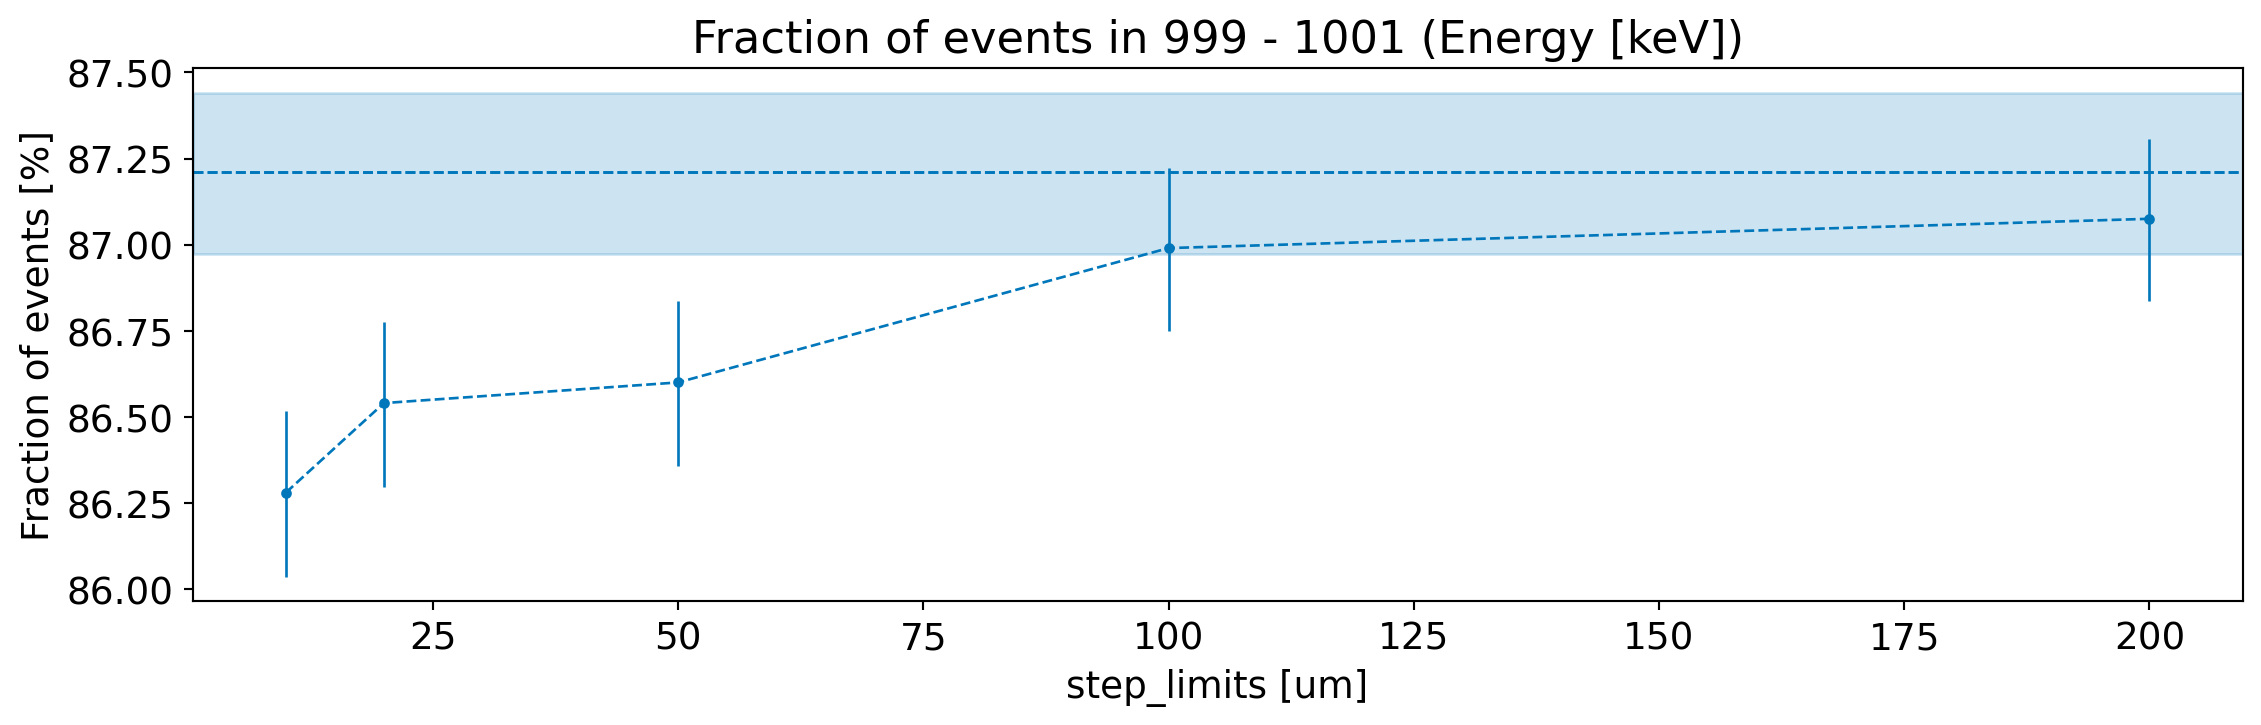 Fraction of events in 999 - 1001 (Energy [keV])
Fraction of events [%]
87.50
87.25
87.00
86.75
86.50
86.25
86.00
25 50 75 100 125 150 175 200
step_limits [um]